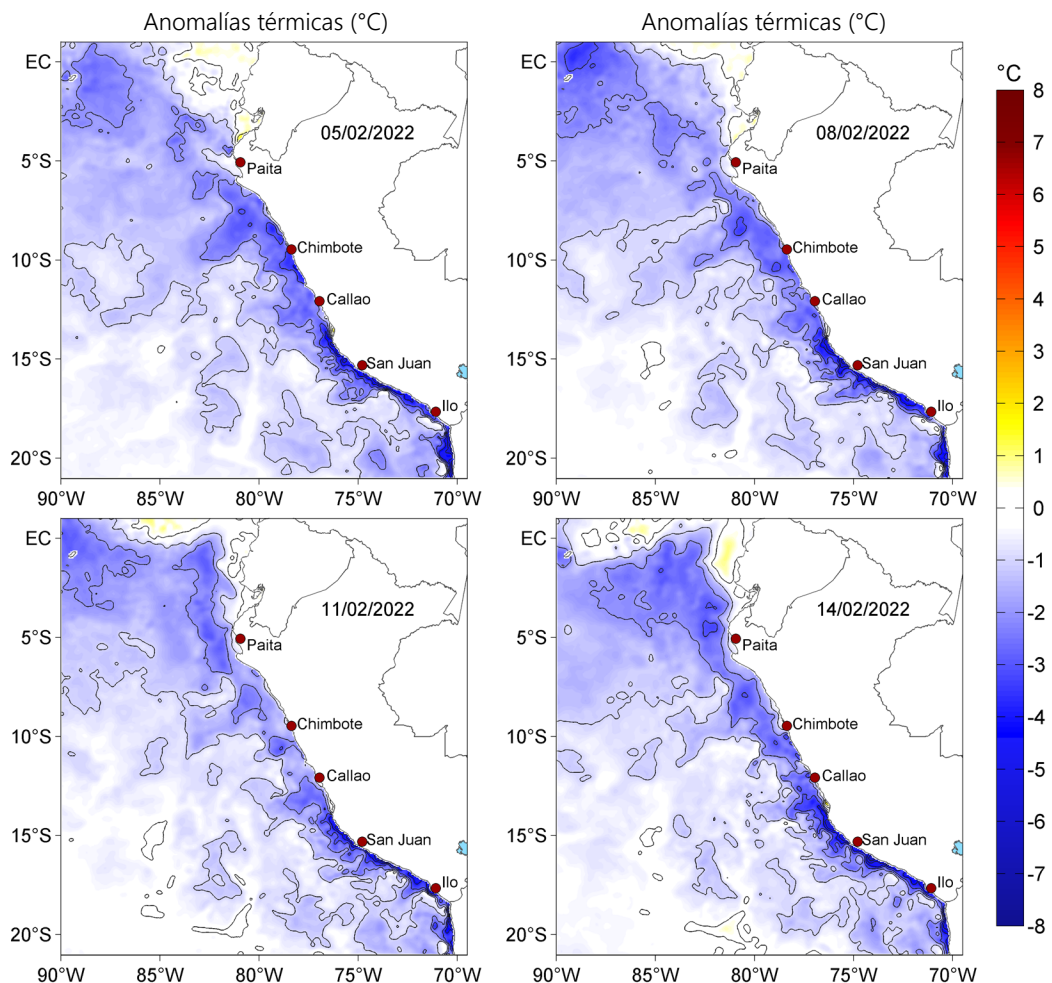 Anomalías térmicas (°C)
Anomalías térmicas (°C)
EC
5°S
10°S
15°S
20°S
05/02/2022
Paita
Chimbote
Callao
San Juan
Ilo
90°W
85°W
80°W
75°W
70°W
EC
5°S
10°S
15°S
20°S
08/02/2022
Paita
Chimbote
Callao
San Juan
Ilo
90°W
85°W
80°W
75°W
70°W
EC
5°S
10°S
15°S
20°S
11/02/2022
Paita
Chimbote
Callao
San Juan
Ilo
90°W
85°W
80°W
75°W
70°W
EC
5°S
10°S
15°S
20°S
14/02/2022
Paita
Chimbote
Callao
San Juan
Ilo
90°W
85°W
80°W
75°W
70°W
°C
8
7
6
5
4
3
2
1
0
-1
-2
-3
-4
-5
-6
-7
-8